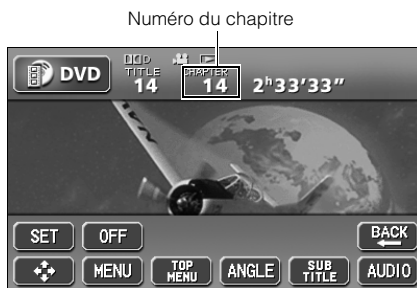 Numéro du chapitre
DVD
TITLE
14
CHAPTER
14
2h33'33"
SET
OFF
BACK
MENU
TOP
MENU
ANGLE
SUB
TITLE
AUDIO